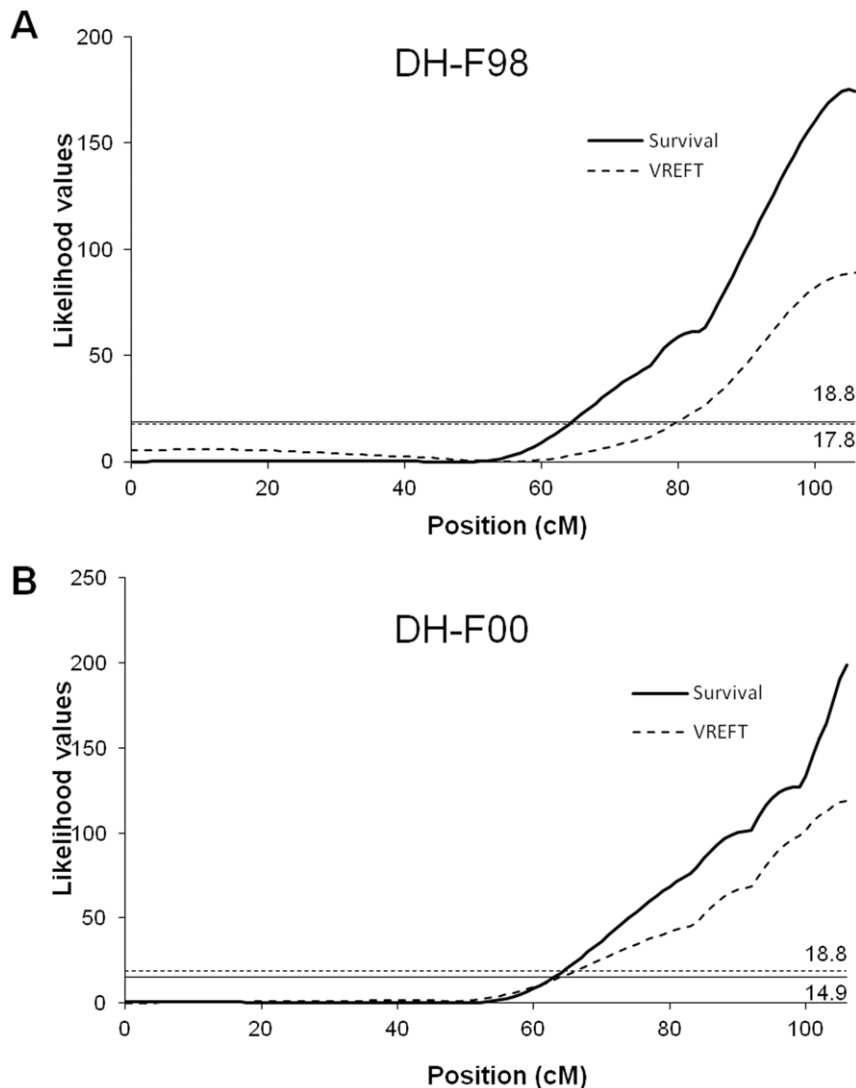 A
DH-F98
Likelihood values
200
150
100
50
0
Survival
VREFT
18.8
17.8
0 20 40 60 80 100
Position (cM)
B
DH-F00
Likelihood values
250
200
150
100
50
0
Survival
VREFT
18.8
14.9
0 20 40 60 80 100
Position (cM)